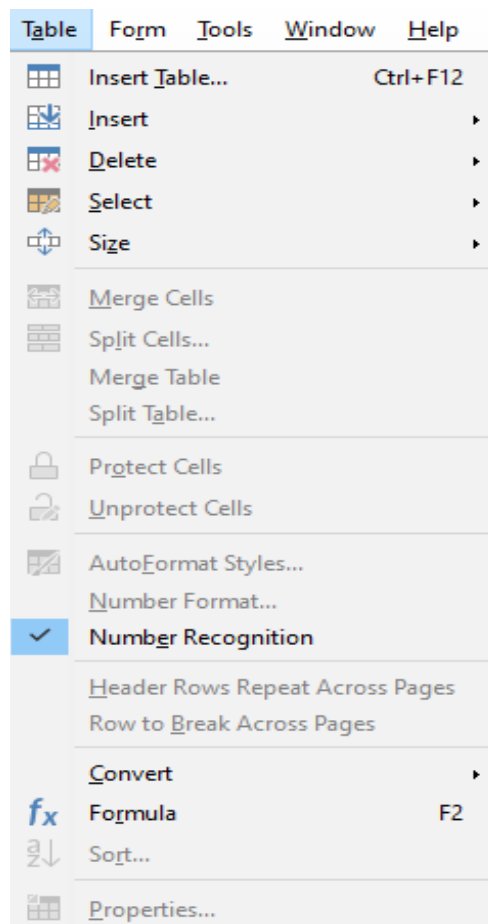 Table Form Tools Window Help
Insert Table... Ctrl+F12
Insert
Delete
Select
Size
Merge Cells
Split Cells...
Merge Table
Split Table...
Protect Cells
Unprotect Cells
AutoFormat Styles...
Number Format...
Number Recognition
Header Rows Repeat Across Pages
Row to Break Across Pages
Convert
fx Formula F2
Sort...
Properties...